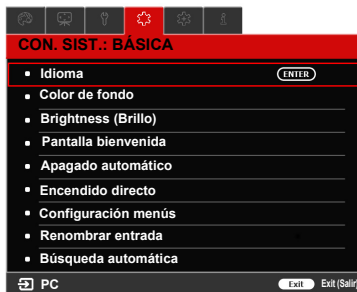 CON. SIST.: BÁSICA
Idioma ENTER
Color de fondo
Brightness (Brillo)
Pantalla bienvenida
Apagado automático
Encendido directo
Configuración menús
Renombrar entrada
Búsqueda automática
PC Exit Exit (Salir)